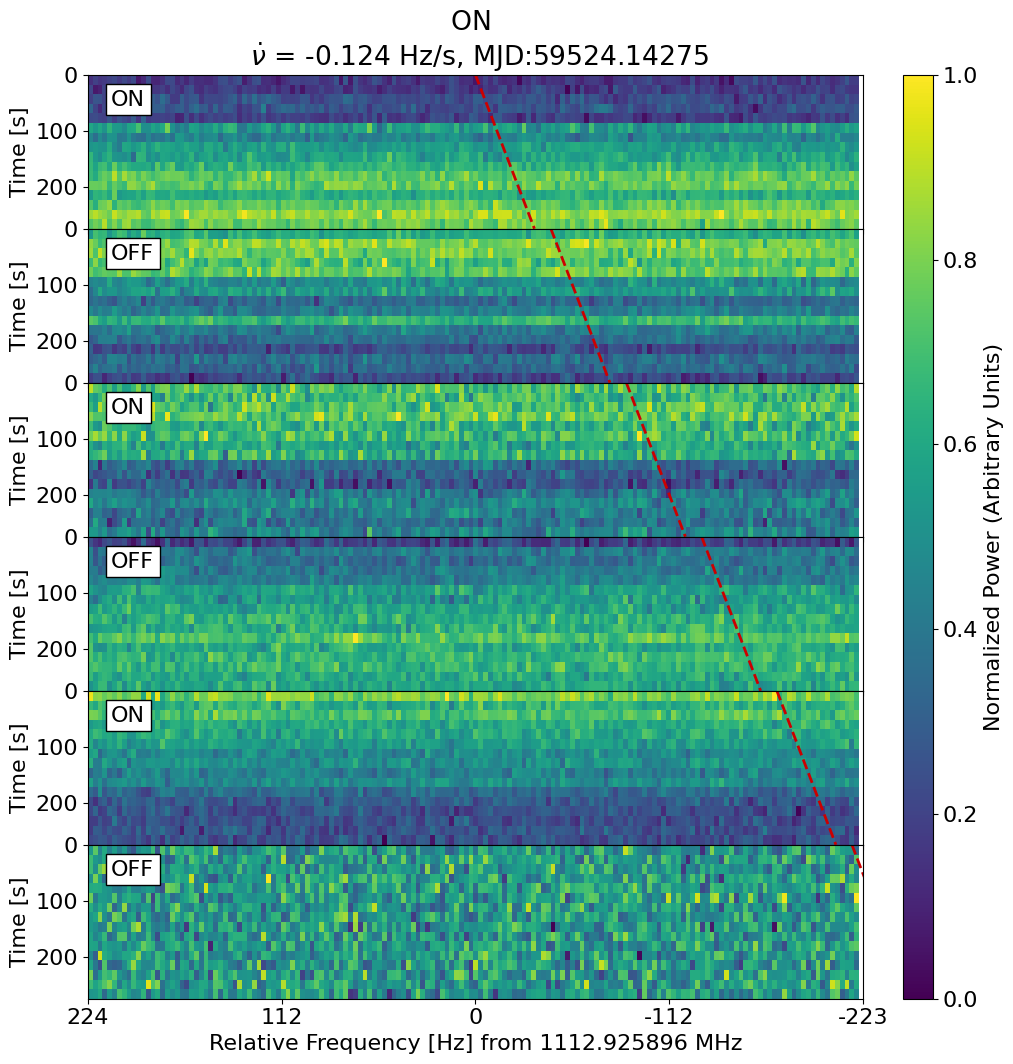 ON
ν̇ = -0.124 Hz/s, MJD:59524.14275
0
ON
100
200
Time [s]
0
OFF
100
200
Time [s]
0
ON
100
200
Time [s]
0
OFF
100
200
Time [s]
0
ON
100
200
Time [s]
0
OFF
100
200
Time [s]
224 112 0 -112 -223
Relative Frequency [Hz] from 1112.925896 MHz
1.0
0.8
0.6
0.4
0.2
0.0
Normalized Power (Arbitrary Units)